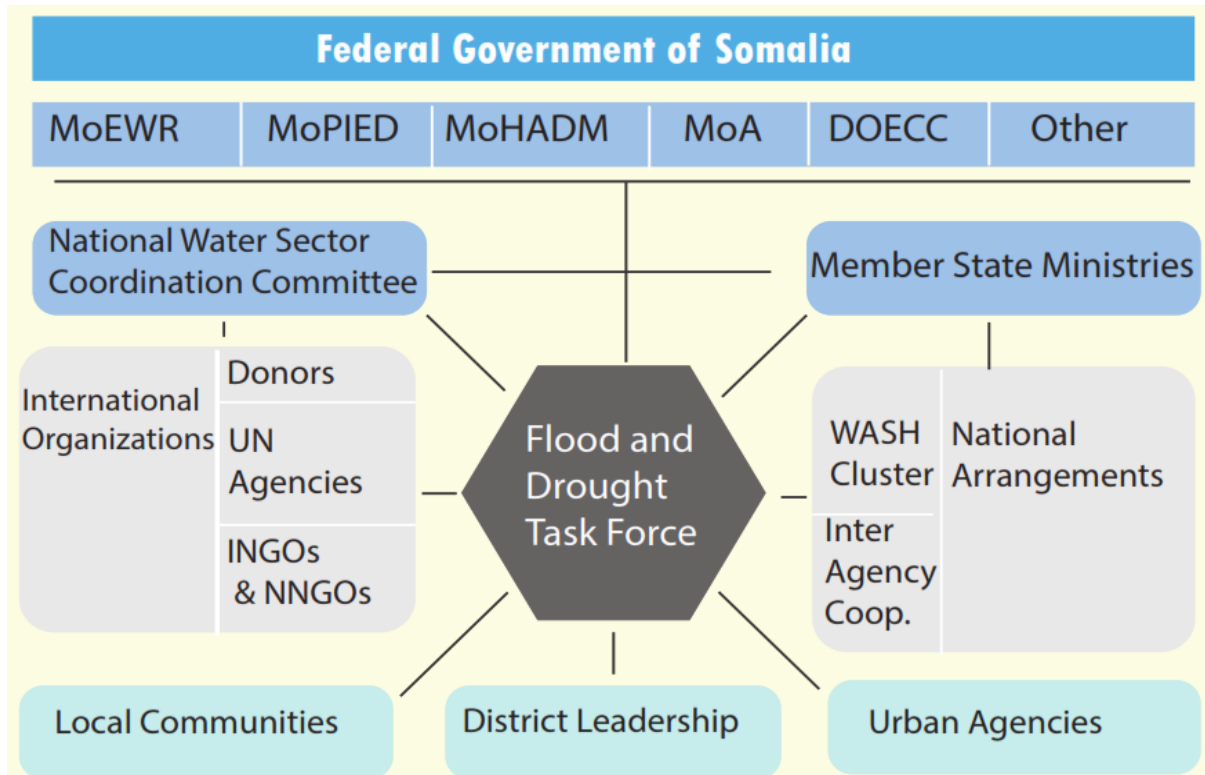 Federal Government of Somalia
MoEWR MoPIED MoHADM MoA DOECC Other
National Water Sector
Coordination Committee
Member State Ministries
International
Organizations
Donors
UN
Agencies
INGOs
& NNGOs
Flood and
Drought
Task Force
WASH
Cluster
Inter
Agency
Coop.
National
Arrangements
Local Communities
District Leadership
Urban Agencies